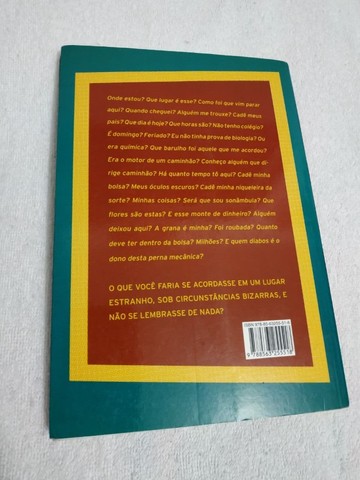 Onde estou? Que lugar é esse? Como foi que vim parar
aqui? Quando cheguei? Alguém me trouxe? Cadê meus
pais? Que dia é hoje? Que horas são? Não tenho colégio?
É domingo? Feriado? Eu não tinha prova de biologia? Ou
era química? Que barulho foi aquele que me acordou?
Era o motor de um caminhão? Conheço alguém que di-
rige caminhão? Há quanto tempo tô aqui? Cadê minha
bolsa? Meus óculos escuros? Cadê minha niqueleira da
sorte? Minhas coisas? Será que sou sonâmbula? Que
flores são estas? E esse monte de dinheiro? Alguém
deixou aqui? A grana é minha? Foi roubada? Quanto
deve ter dentro da bolsa? Milhões? E quem diabos é o
dono desta perna mecânica?
O QUE VOCÊ FARIA SE ACORDASSE EM UM LUGAR
ESTRANHO, SOB CIRCUNSTÂNCIAS BIZARRAS, E
NÃO SE LEMBRASSE DE NADA?
9 788563 255518